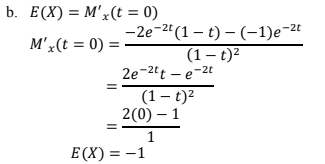 b. E(X) = M'ₓ(t = 0)
M'ₓ(t = 0) = (-2e^{-2t}(1 - t) - (-1)e^{-2t}) / (1 - t)²
= (2e^{-2t}t - e^{-2t}) / (1 - t)²
= (2(0) - 1) / 1
E(X) = -1